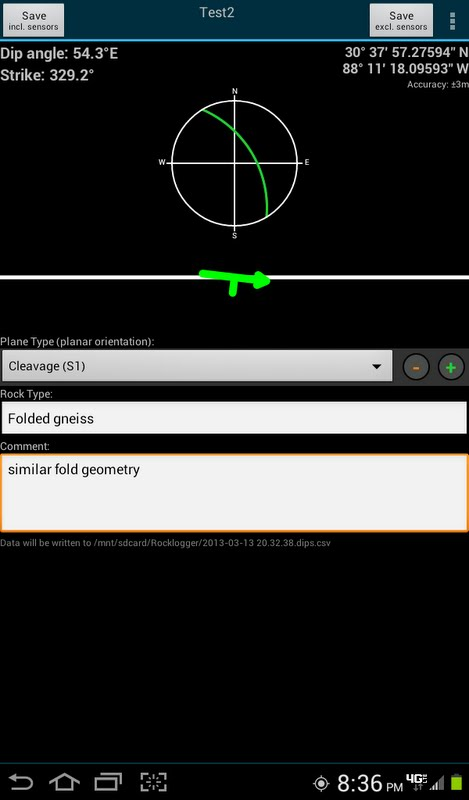 Save
incl. sensors
Test2
Save
excl. sensors
Dip angle: 54.3°E
Strike: 329.2°
30° 37' 57.27594" N
88° 11' 18.09593" W
Accuracy: ±3m
N
W
E
S
Plane Type (planar orientation):
Cleavage (S1)
-
+
Rock Type:
Folded gneiss
Comment:
similar fold geometry
Data will be written to /mnt/sdcard/Rocklogger/2013-03-13 20.32.38.dips.csv
8:36 PM
4G